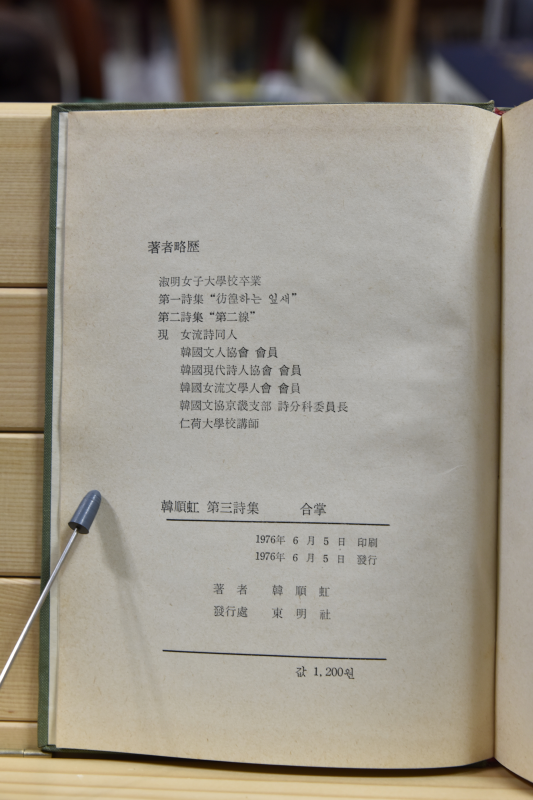 著者略歷
淑明女子大學校卒業
第一詩集 “彷徨하는 잎새”
第二詩集 “第二線”
現 女流詩同人
韓國文人協會 會員
韓國現代詩人協會 會員
韓國女流文學人會 會員
韓國文協京畿支部 詩分科委員長
仁荷大學校講師
韓順虹 第三詩集 合掌
1976年 6月 5日 印刷
1976年 6月 5日 發行
著者 韓順虹
發行處 東明社
값 1,200원